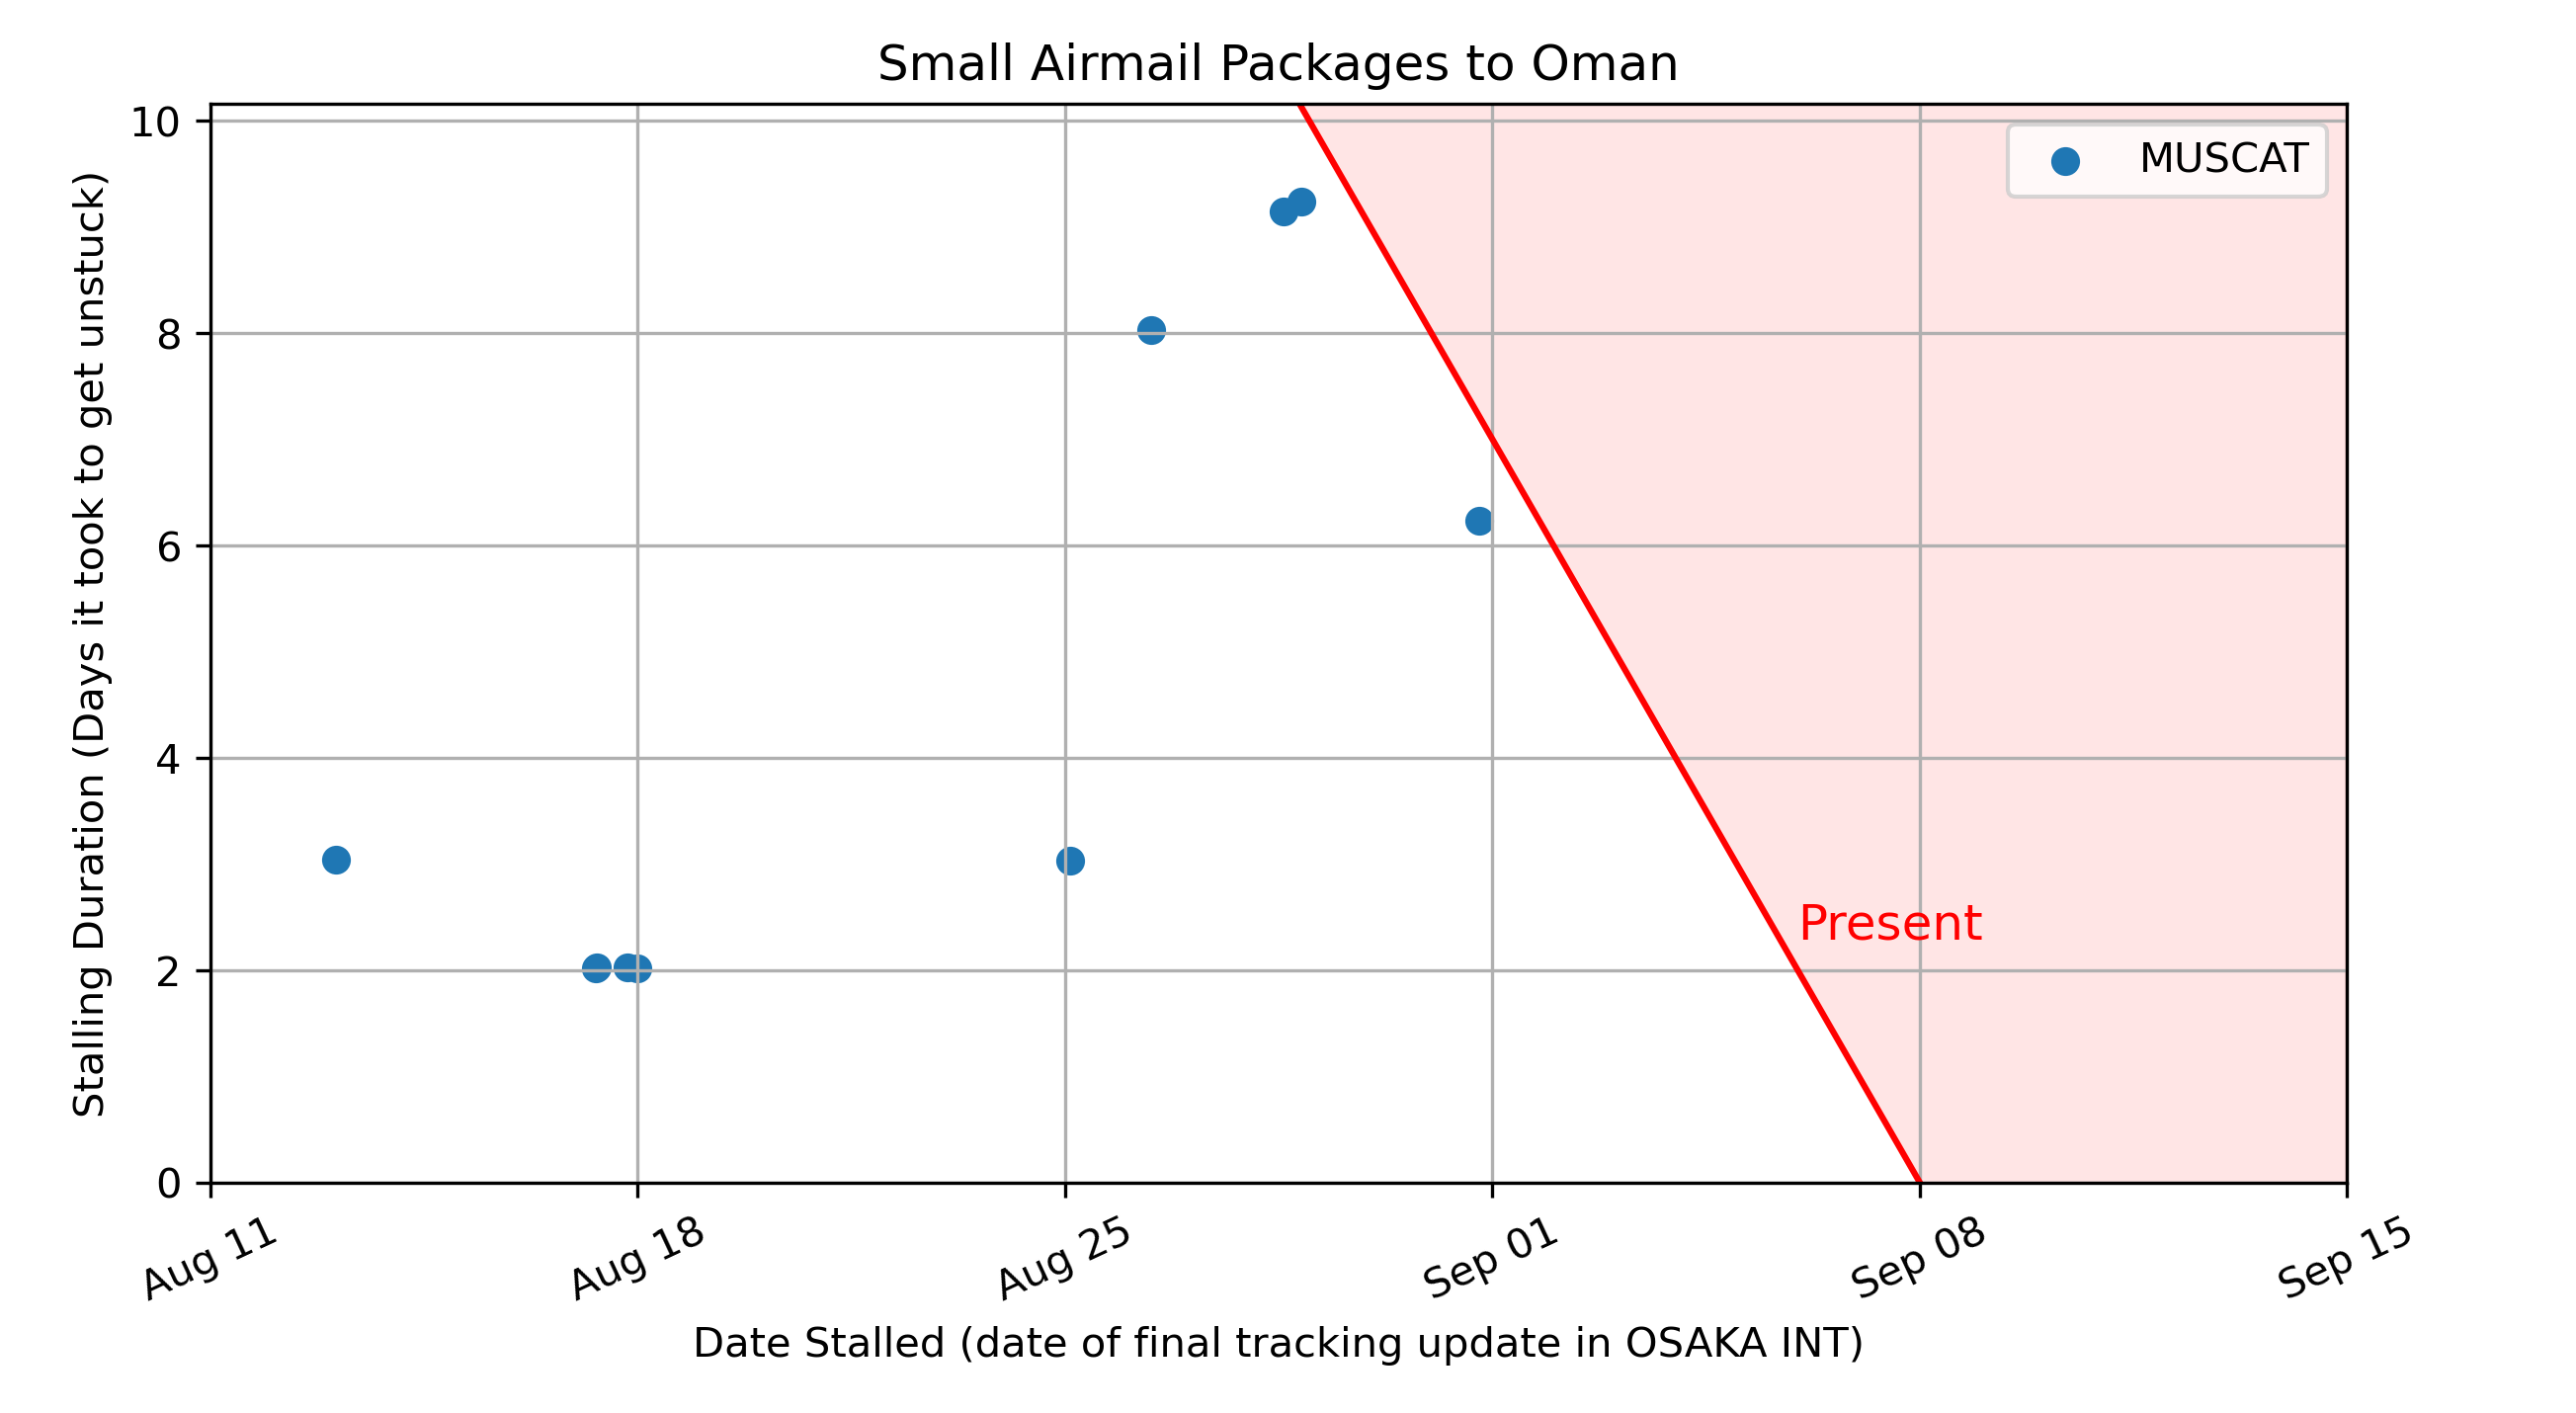 Small Airmail Packages to Oman
Stalling Duration (Days it took to get unstuck)
10
8
6
4
2
0
MUSCAT
Present
Aug 11
Aug 18
Aug 25
Sep 01
Sep 08
Sep 15
Date Stalled (date of final tracking update in OSAKA INT)